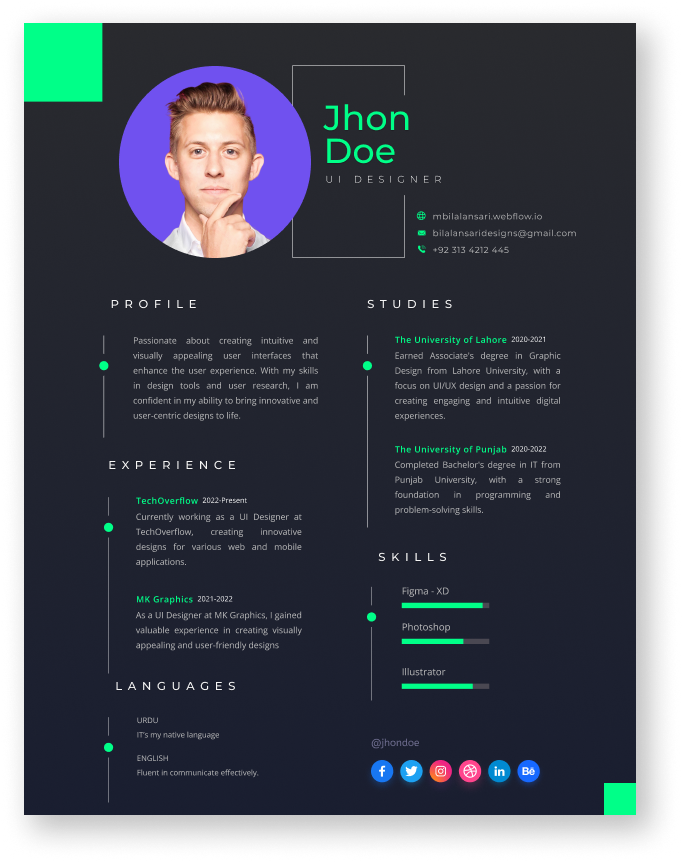 Jhon
Doe
UI DESIGNER
mbilalansari.webflow.io
bilalansaridesigns@gmail.com
+92 313 4212 445
PROFILE
Passionate about creating intuitive and
visually appealing user interfaces that
enhance the user experience. With my skills
in design tools and user research, I am
confident in my ability to bring innovative and
user-centric designs to life.
EXPERIENCE
TechOverflow 2022-Present
Currently working as a UI Designer at
TechOverflow, creating innovative
designs for various web and mobile
applications.
MK Graphics 2021-2022
As a UI Designer at MK Graphics, I gained
valuable experience in creating visually
appealing and user-friendly designs
LANGUAGES
URDU
IT's my native language
ENGLISH
Fluent in communicate effectively.
STUDIES
The University of Lahore 2020-2021
Earned Associate's degree in Graphic
Design from Lahore University, with a
focus on UI/UX design and a passion for
creating engaging and intuitive digital
experiences.
The University of Punjab 2020-2022
Completed Bachelor's degree in IT from
Punjab University, with a strong
foundation in programming and
problem-solving skills.
SKILLS
Figma - XD
Photoshop
Illustrator
@jhondoe
f in Bē